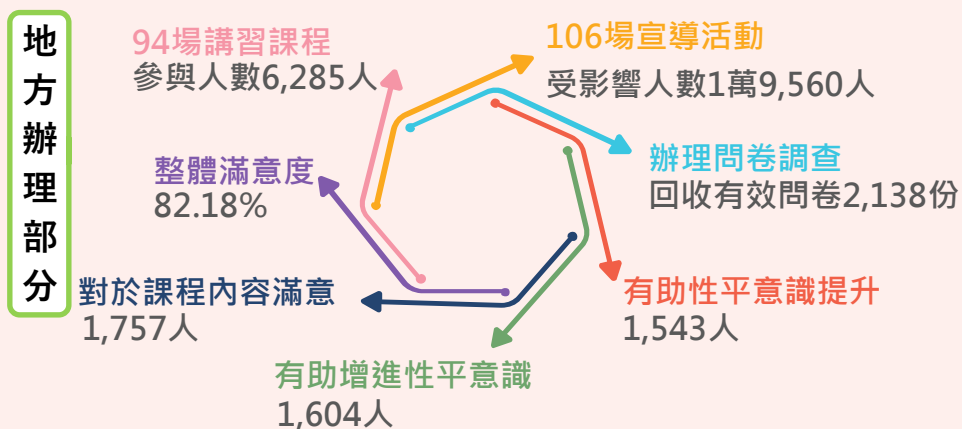 地方辦理部分
94場講習課程
參與人數6,285人
106場宣導活動
受影響人數1萬9,560人
辦理問卷調查
回收有效問卷2,138份
整體滿意度
82.18%
對於課程內容滿意
1,757人
有助性平意識提升
1,543人
有助增進性平意識
1,604人